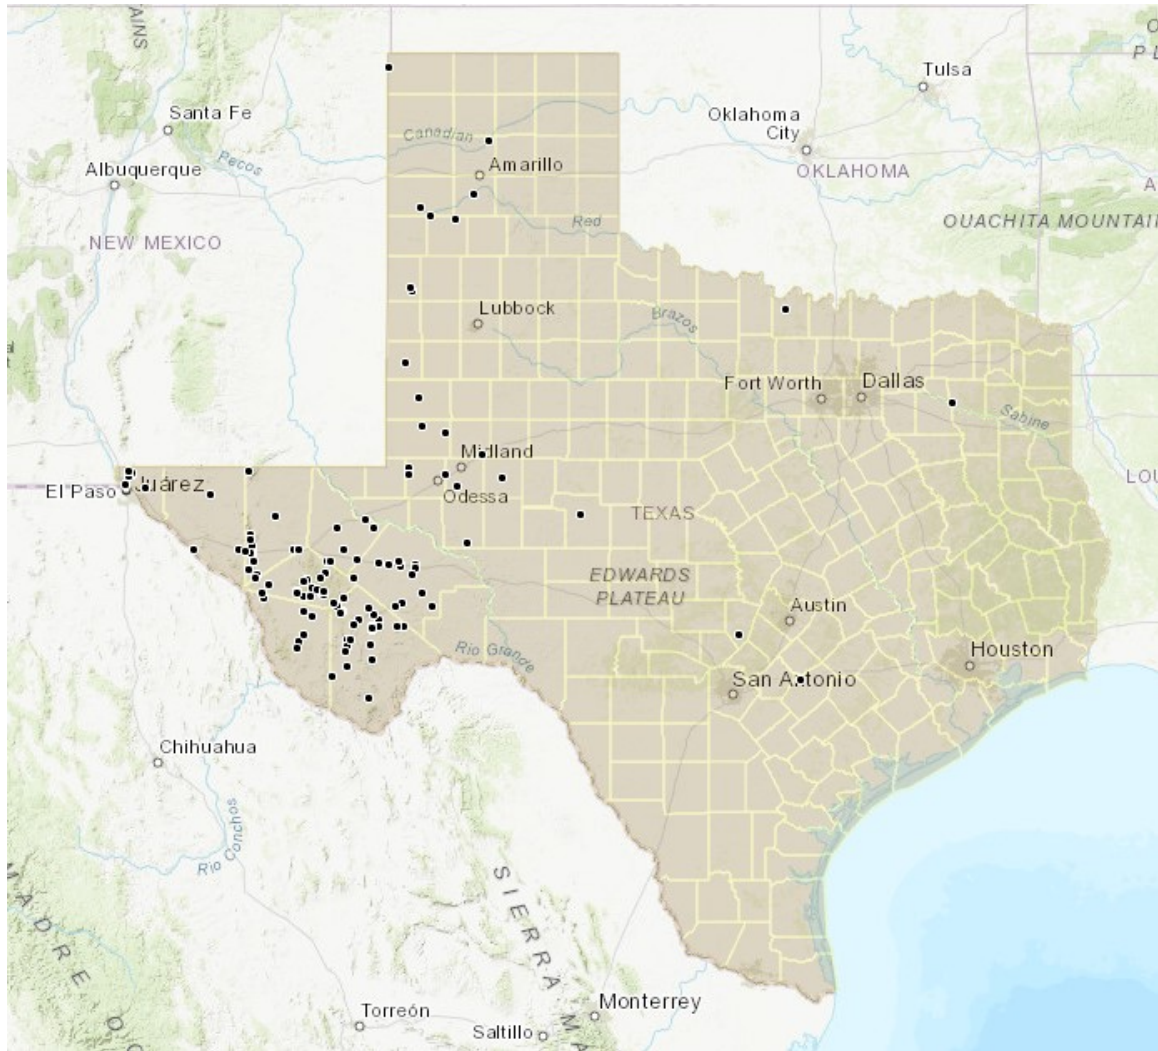 AINS
Tulsa
Santa Fe
Oklahoma
City
Canadian
Amarillo
Pecos
Albuquerque
OKLAHOMA
Red
OUACHITA MOUNTAI
NEW MEXICO
Lubbock
Brazos
Fort Worth
Dallas
Sabine
Midland
El Paso
Juárez
Odessa
LOU
TEXAS
EDWARDS
PLATEAU
Austin
Rio Grande
Houston
San Antonio
Chihuahua
Rio Conchos
SIERRA MA
MADRE O
Monterrey
Torreón
Saltillo